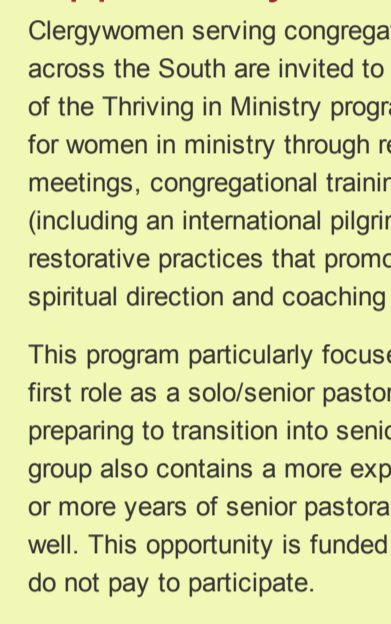 Clergywomen serving congrega
across the South are invited to
of the Thriving in Ministry progr
for women in ministry through re
meetings, congregational trainin
(including an international pilgrim
restorative practices that promo
spiritual direction and coaching
This program particularly focuse
first role as a solo/senior pastor
preparing to transition into senio
group also contains a more exp
or more years of senior pastora
well. This opportunity is funded
do not pay to participate.